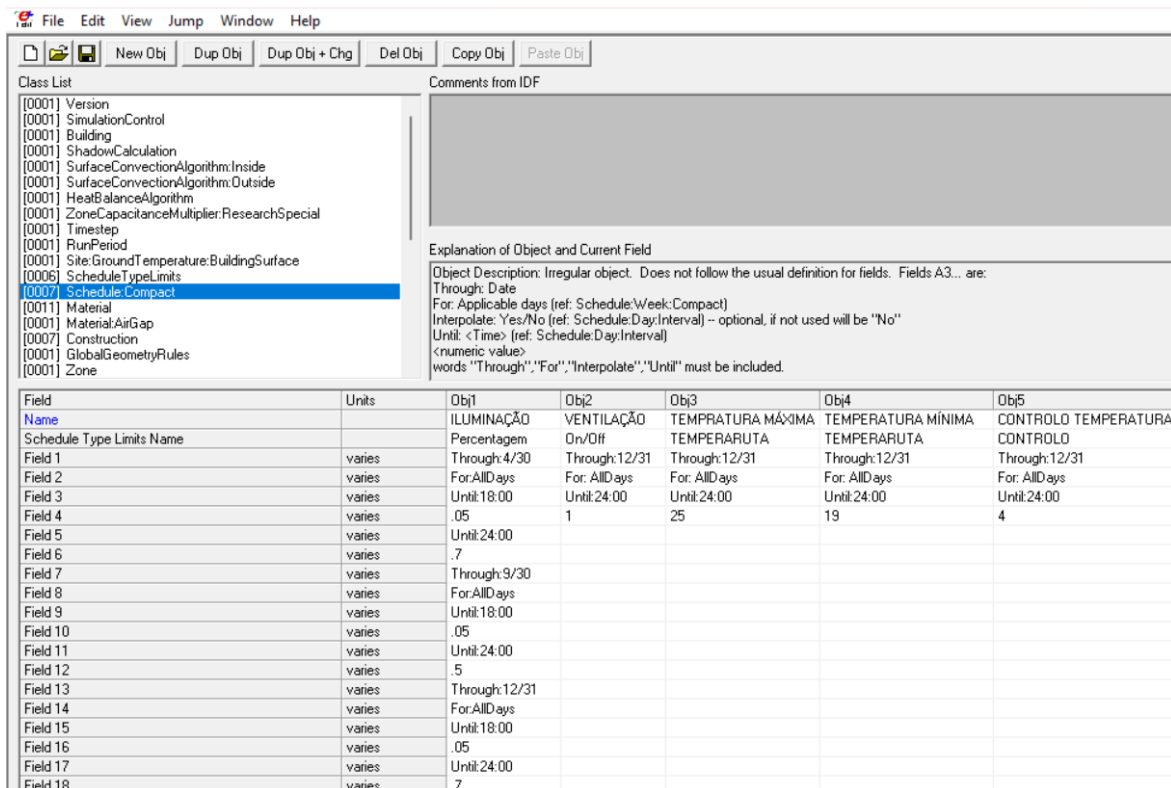 File Edit View Jump Window Help
New Obj Dup Obj Dup Obj + Chg Del Obj Copy Obj Paste Obj
Class List
[0001] Version
[0001] SimulationControl
[0001] Building
[0001] ShadowCalculation
[0001] SurfaceConvectionAlgorithm:Inside
[0001] SurfaceConvectionAlgorithm:Outside
[0001] HeatBalanceAlgorithm
[0001] ZoneCapacitanceMultiplier:ResearchSpecial
[0001] Timestep
[0001] RunPeriod
[0001] Site:GroundTemperature:BuildingSurface
[0006] ScheduleTypeLimits
[0007] Schedule:Compact
[0011] Material
[0001] Material:AirGap
[0007] Construction
[0001] GlobalGeometryRules
[0001] Zone
Comments from IDF
Explanation of Object and Current Field
Object Description: Irregular object. Does not follow the usual definition for fields. Fields A3... are:
Through: Date
For: Applicable days (ref: Schedule:Week:Compact)
Interpolate: Yes/No (ref: Schedule:Day:Interval) -- optional, if not used will be "No"
Until: <Time> (ref: Schedule:Day:Interval)
<numeric value>
words "Through","For","Interpolate","Until" must be included.
Field Units Obj1 Obj2 Obj3 Obj4 Obj5
Name ILUMINAÇÃO VENTILAÇÃO TEMPRATURA MÁXIMA TEMPERATURA MÍNIMA CONTROLO TEMPERATURA
Schedule Type Limits Name Percentagem On/Off TEMPERARUTA TEMPERARUTA CONTROLO
Field 1 varies Through:4/30 Through:12/31 Through:12/31 Through:12/31 Through:12/31
Field 2 varies For:AllDays For: AllDays For: AllDays For: AllDays For: AllDays
Field 3 varies Until:18:00 Until:24:00 Until:24:00 Until:24:00 Until:24:00
Field 4 varies .05 1 25 19 4
Field 5 varies Until:24:00
Field 6 varies .7
Field 7 varies Through:9/30
Field 8 varies For:AllDays
Field 9 varies Until:18:00
Field 10 varies .05
Field 11 varies Until:24:00
Field 12 varies .5
Field 13 varies Through:12/31
Field 14 varies For:AllDays
Field 15 varies Until:18:00
Field 16 varies .05
Field 17 varies Until:24:00
Field 18 varies .7